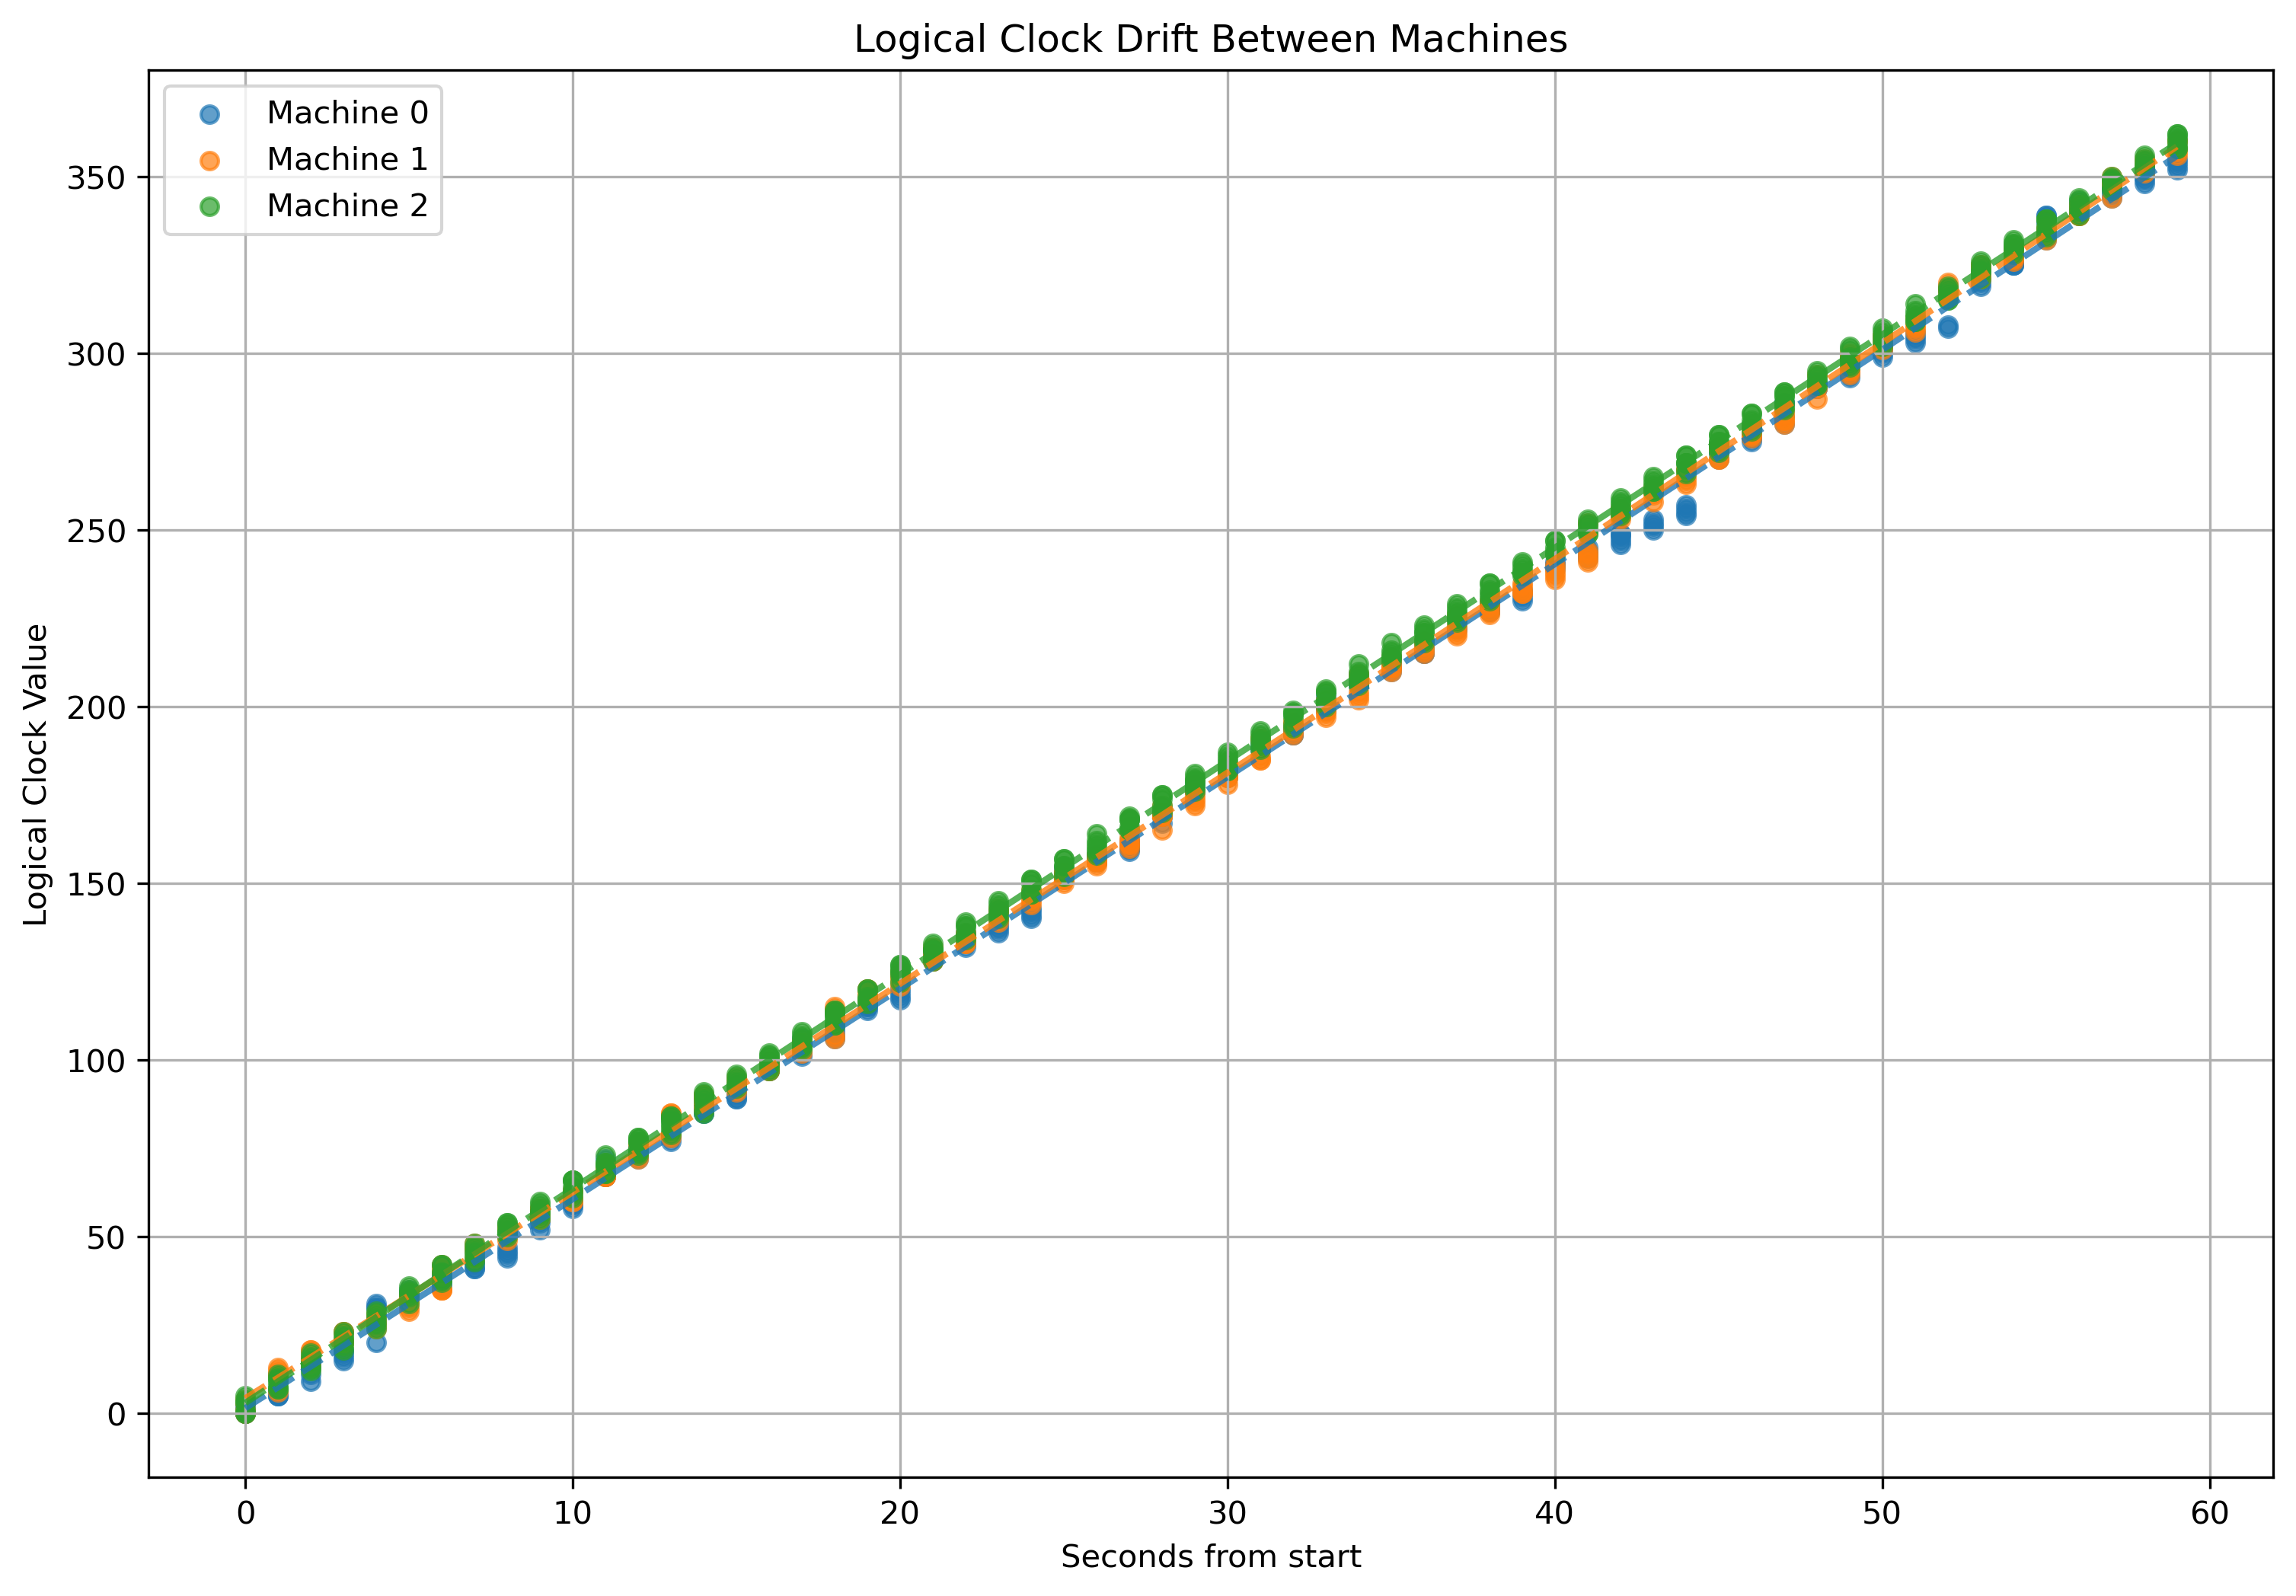 Logical Clock Drift Between Machines
Machine 0
Machine 1
Machine 2
Logical Clock Value
350
300
250
200
150
100
50
0
0 10 20 30 40 50 60
Seconds from start